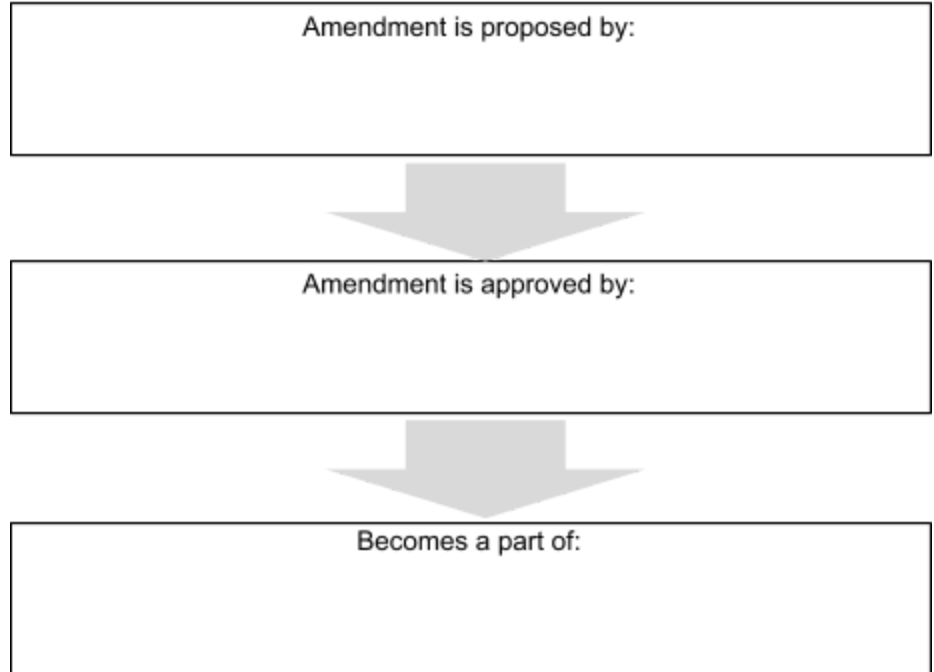 Amendment is proposed by:
Amendment is approved by:
Becomes a part of: